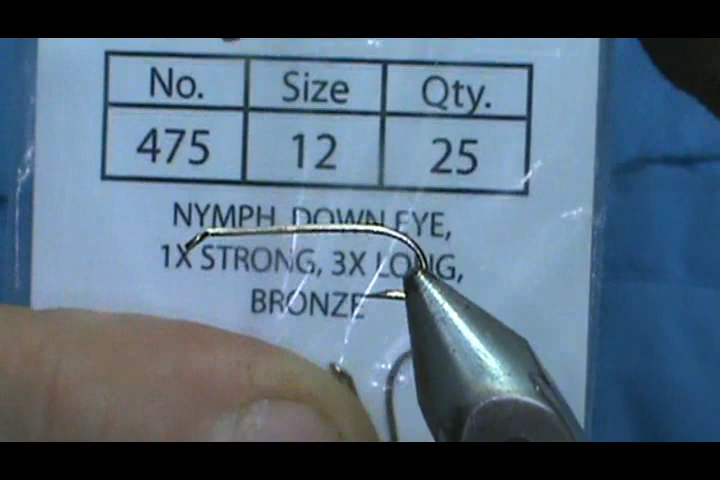 No. Size Qty.
475 12 25
NYMPH, DOWN EYE,
1X STRONG, 3X LONG,
BRONZE